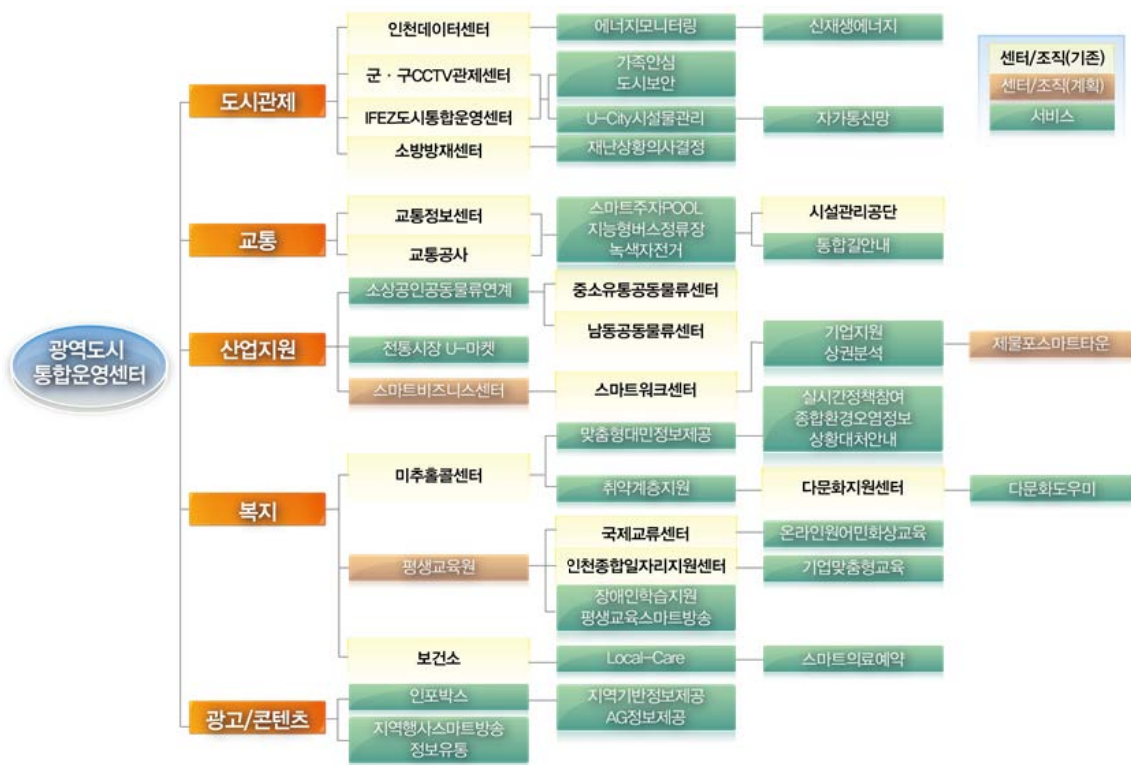 광역도시
통합운영센터
도시관제
인천데이터센터
에너지모니터링
신재생에너지
군·구CCTV관제센터
가족안심
도시보안
IFEZ도시통합운영센터
U-City시설물관리
자가통신망
소방방재센터
재난상황의사결정
센터/조직(기존)
센터/조직(계획)
서비스
교통
교통정보센터
교통공사
스마트주차POOL
지능형버스정류장
녹색자전거
시설관리공단
통합길안내
산업지원
소상공인공동물류연계
중소유통공동물류센터
남동공동물류센터
전통시장 U-마켓
스마트비즈니스센터
스마트워크센터
기업지원
상권분석
제물포스마트타운
복지
미추홀콜센터
맞춤형대민정보제공
실시간정책참여
종합환경오염정보
상황대처안내
취약계층지원
다문화지원센터
다문화도우미
평생교육원
국제교류센터
온라인원어민화상교육
인천종합일자리지원센터
기업맞춤형교육
장애인학습지원
평생교육스마트방송
보건소
Local-Care
스마트의료예약
광고/콘텐츠
인포박스
지역기반정보제공
AG정보제공
지역행사스마트방송
정보유통